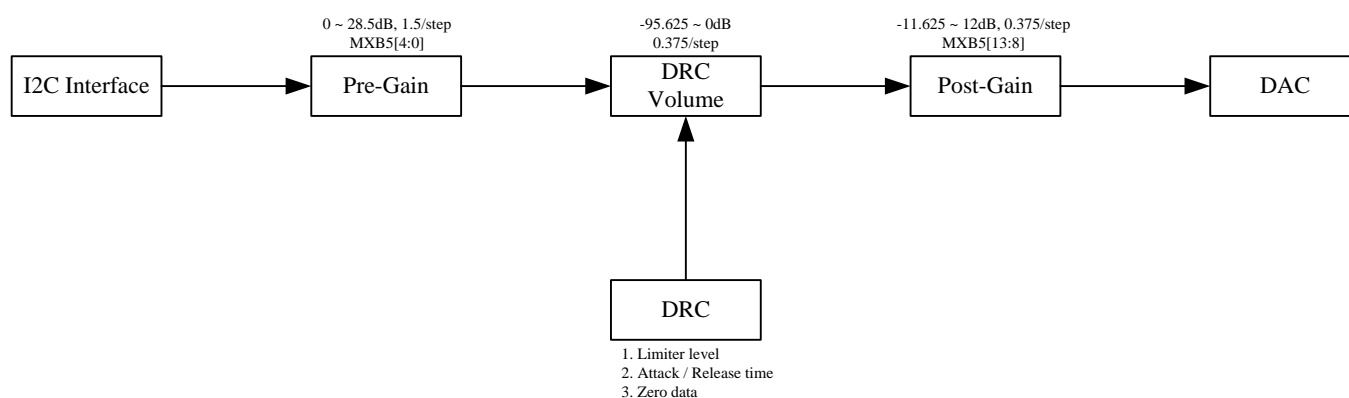 0 ~ 28.5dB, 1.5/step
MXB5[4:0]
-95.625 ~ 0dB
0.375/step
-11.625 ~ 12dB, 0.375/step
MXB5[13:8]
I2C Interface
Pre-Gain
DRC
Volume
Post-Gain
DAC
DRC
1. Limiter level
2. Attack / Release time
3. Zero data